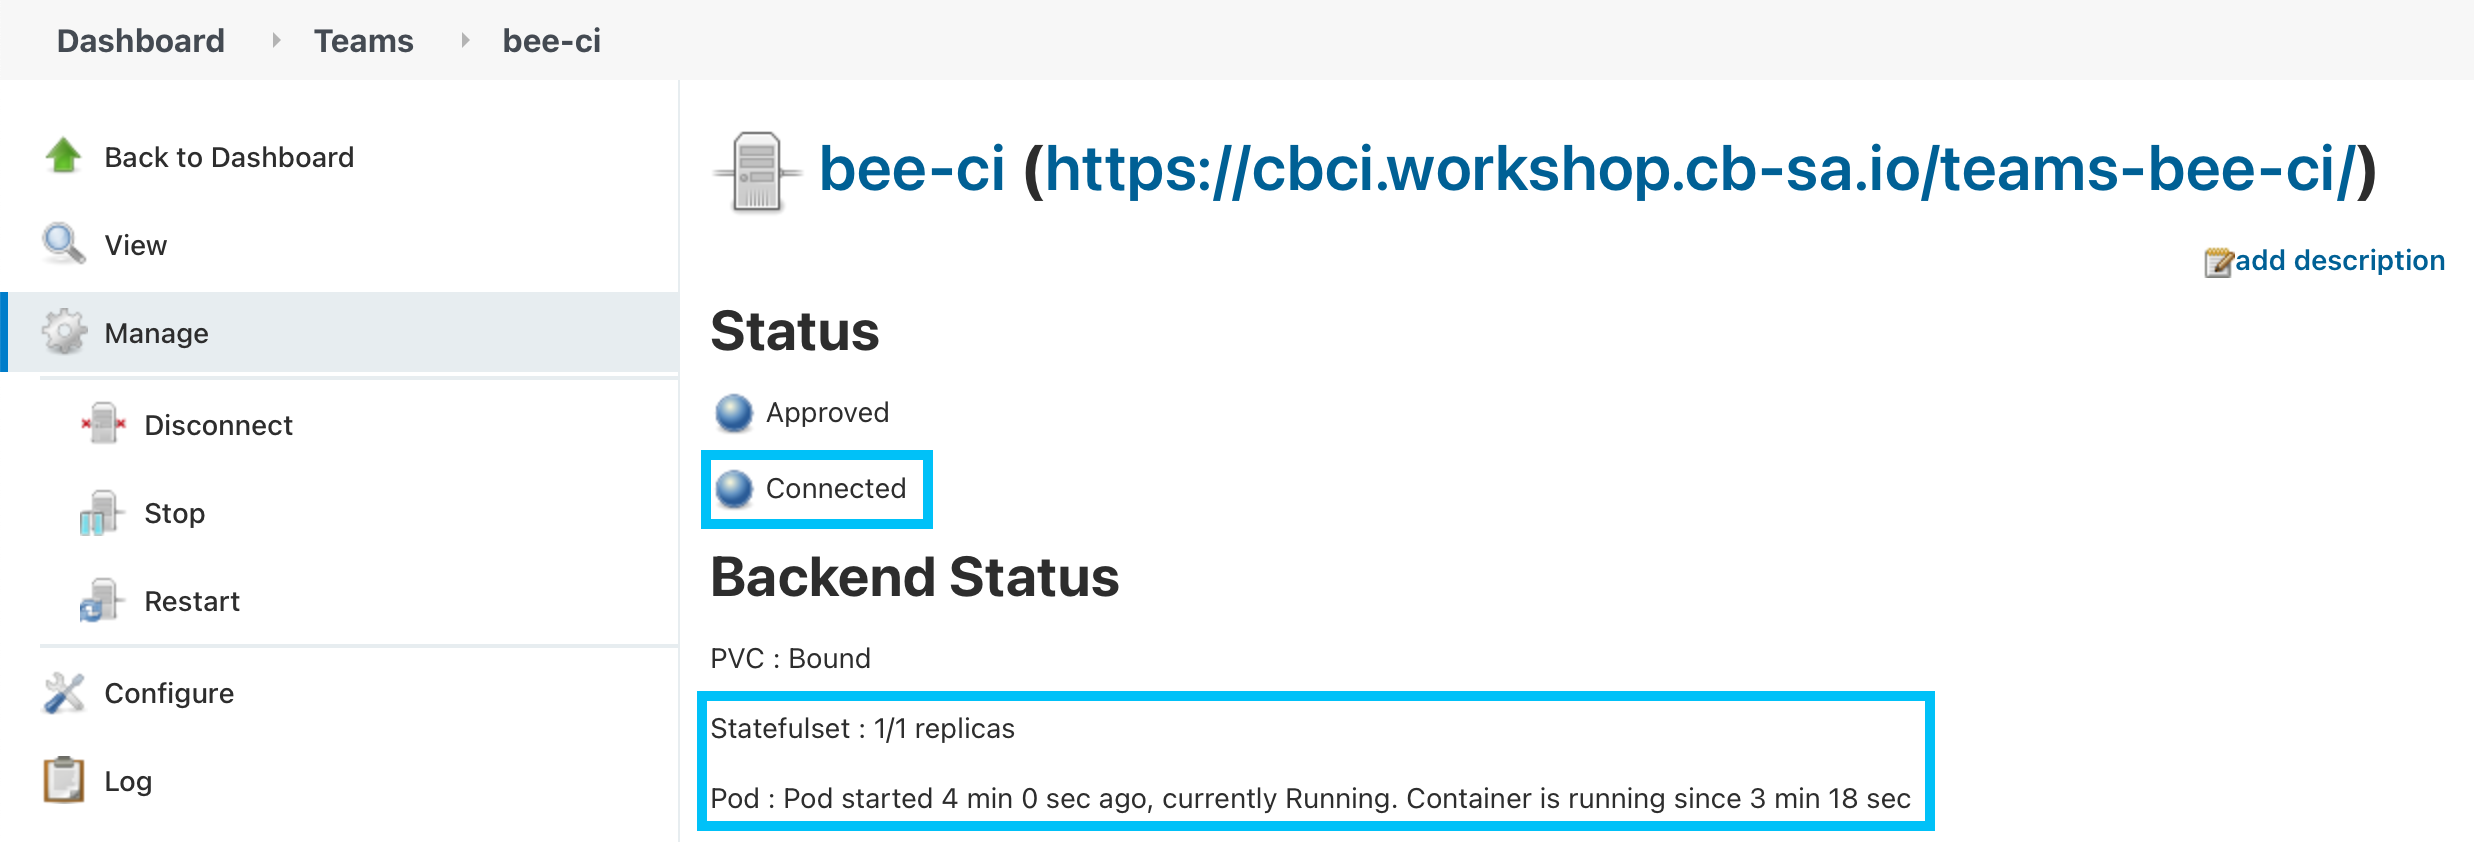 Dashboard Teams bee-ci
Back to Dashboard
View
Manage
Disconnect
Stop
Restart
Configure
Log
bee-ci (https://cbci.workshop.cb-sa.io/teams-bee-ci/)
add description
Status
Approved
Connected
Backend Status
PVC : Bound
Statefulset : 1/1 replicas
Pod : Pod started 4 min 0 sec ago, currently Running. Container is running since 3 min 18 sec